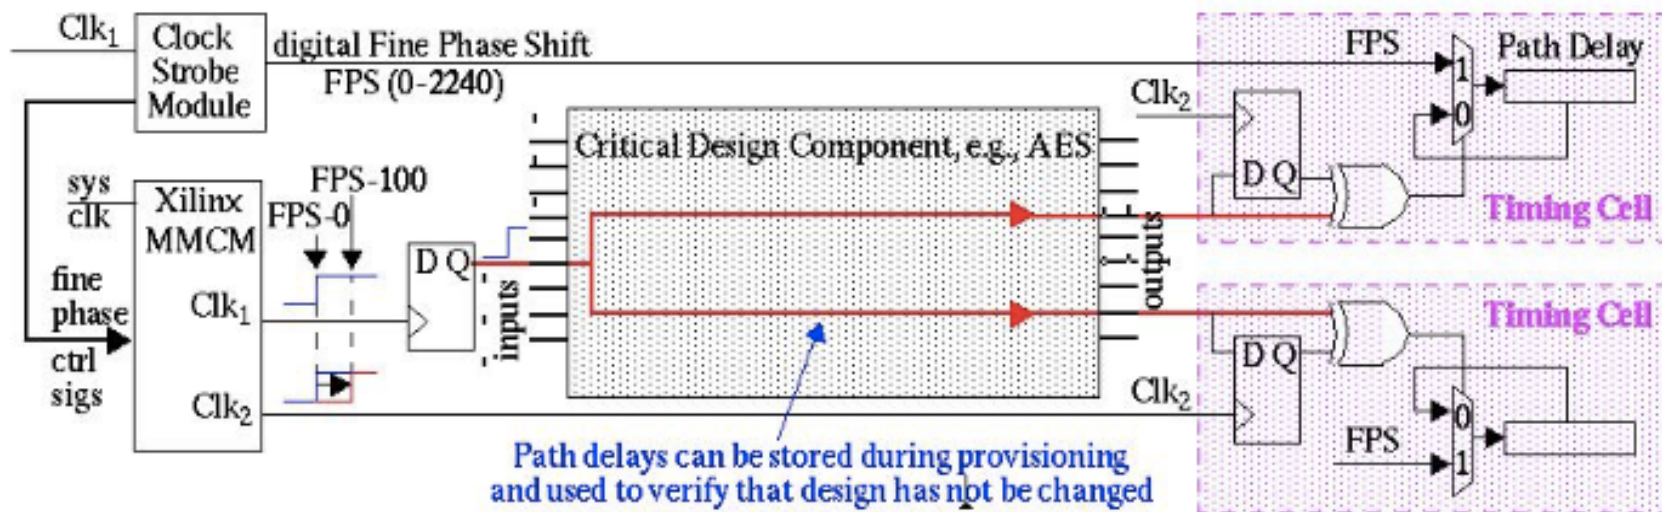 Clk1
Clock
Strobe
Module
digital Fine Phase Shift
FPS (0-2240)
sys
clk
Xilinx
MMCM
fine
phase
ctrl
sigs
Clk1
Clk2
FPS-100
FPS-0
D Q
inputs
Critical Design Component, e.g., AES
outputs
Path delays can be stored during provisioning
and used to verify that design has not be changed
Clk2
D Q
FPS
1
0
Path Delay
Timing Cell
Timing Cell
D Q
Clk2
0
FPS
1